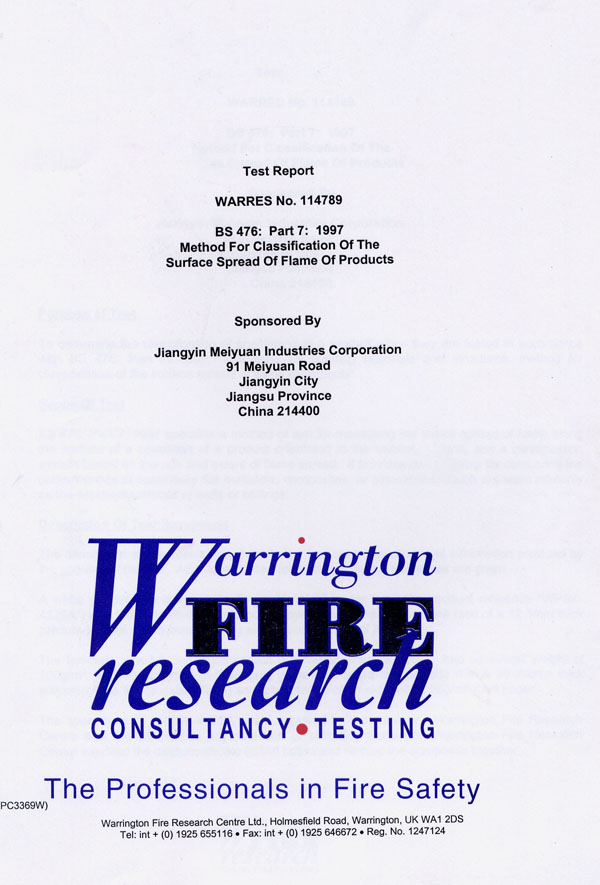 Test Report
WARRES No. 114789
BS 476: Part 7: 1997
Method For Classification Of The
Surface Spread Of Flame Of Products
Sponsored By
Jiangyin Meiyuan Industries Corporation
91 Meiyuan Road
Jiangyin City
Jiangsu Province
China 214400
Warrington
FIRE
research
CONSULTANCY•TESTING
The Professionals in Fire Safety
PC3369W)
Warrington Fire Research Centre Ltd., Holmesfield Road, Warrington, UK WA1 2DS
Tel: int + (0) 1925 655116 • Fax: int + (0) 1925 646672 • Reg. No. 1247124